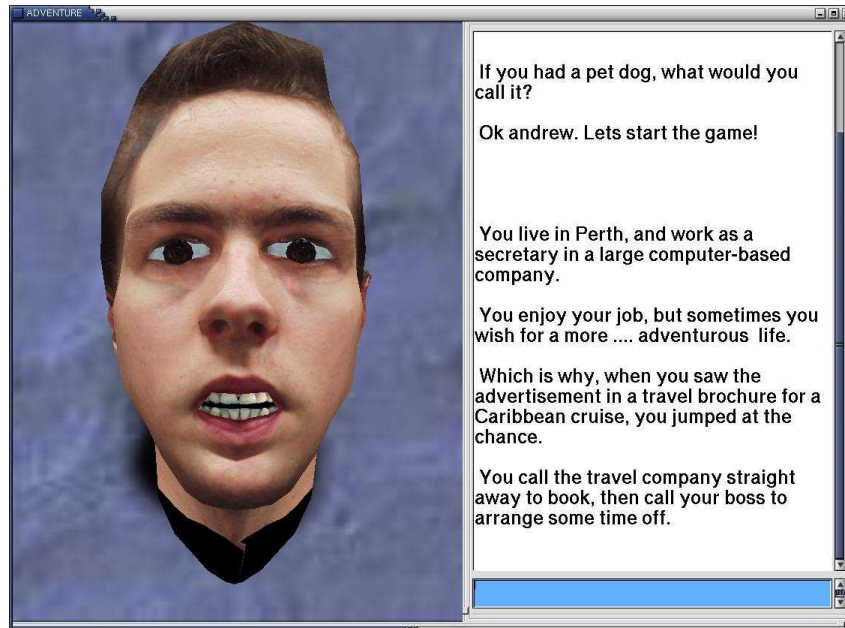 ADVENTURE
If you had a pet dog, what would you
call it?
Ok andrew. Lets start the game!
You live in Perth, and work as a
secretary in a large computer-based
company.
You enjoy your job, but sometimes you
wish for a more .... adventurous life.
Which is why, when you saw the
advertisement in a travel brochure for a
Caribbean cruise, you jumped at the
chance.
You call the travel company straight
away to book, then call your boss to
arrange some time off.